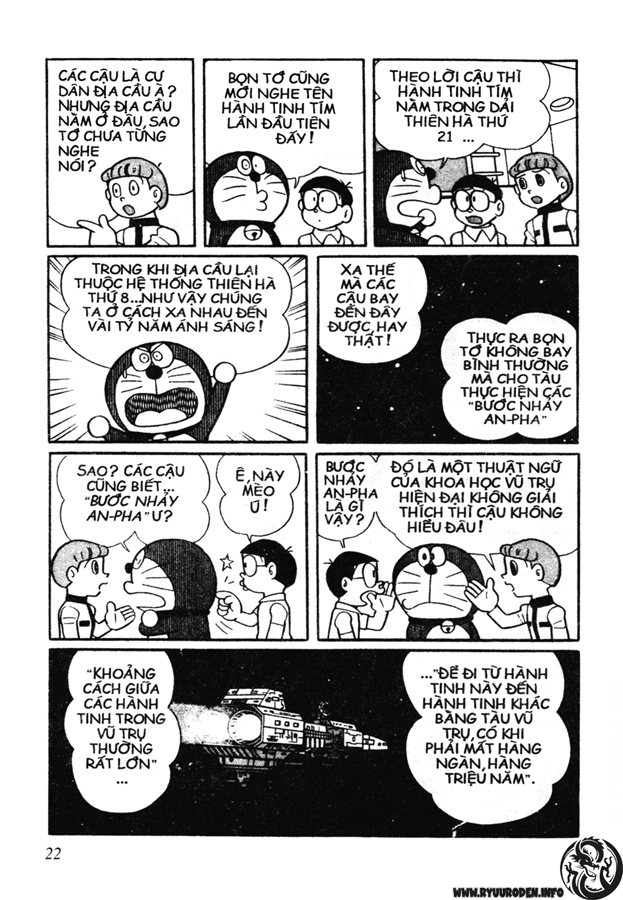 CÁC CẬU LÀ CƯ
DÂN ĐỊA CẦU À?
NHƯNG ĐỊA CẦU
NẰM Ở ĐÂU, SAO
TỚ CHƯA TỪNG
NGHE
NÓI?
BỌN TỚ CŨNG
MỚI NGHE TÊN
HÀNH TINH TÍM
LẦN ĐẦU TIÊN
ĐẤY!
THEO LỜI CẬU THÌ
HÀNH TINH TÍM
NẰM TRONG DẢI
THIÊN HÀ THỨ
21 ...
TRONG KHI ĐỊA CẦU LẠI
THUỘC HỆ THỐNG THIÊN HÀ
THỨ 8...NHƯ VẬY CHÚNG
TA Ở CÁCH XA NHAU ĐẾN
VÀI TỶ NĂM ÁNH SÁNG!
XA THẾ
MÀ CÁC
CẬU BAY
ĐẾN ĐÂY
ĐƯỢC, HAY
THẬT!
THỰC RA BỌN
TỚ KHÔNG BAY
BÌNH THƯỜNG
MÀ CHO TÀU
THỰC HIỆN CÁC
"BƯỚC NHẢY
AN-PHA"
SAO? CÁC CẬU
CŨNG BIẾT...
"BƯỚC NHẢY
AN-PHA" Ư?
Ê, NÀY
MÈO
Ú!
BƯỚC
NHẢY
AN-PHA
LÀ GÌ
VẬY?
ĐÓ LÀ MỘT THUẬT NGỮ
CỦA KHOA HỌC VŨ TRỤ
HIỆN ĐẠI KHÔNG GIẢI
THÍCH THÌ CẬU KHÔNG
HIỂU ĐÂU!
"KHOẢNG
CÁCH GIỮA
CÁC HÀNH
TINH TRONG
VŨ TRỤ
THƯỜNG
RẤT LỚN"
...
..."ĐỂ ĐI TỪ HÀNH
TINH NÀY ĐẾN
HÀNH TINH KHÁC
BẰNG TÀU VŨ
TRỤ, CÓ KHI
PHẢI MẤT HÀNG
NGÀN, HÀNG
TRIỆU NĂM".
22
WWW.RYUURODEN.INFO